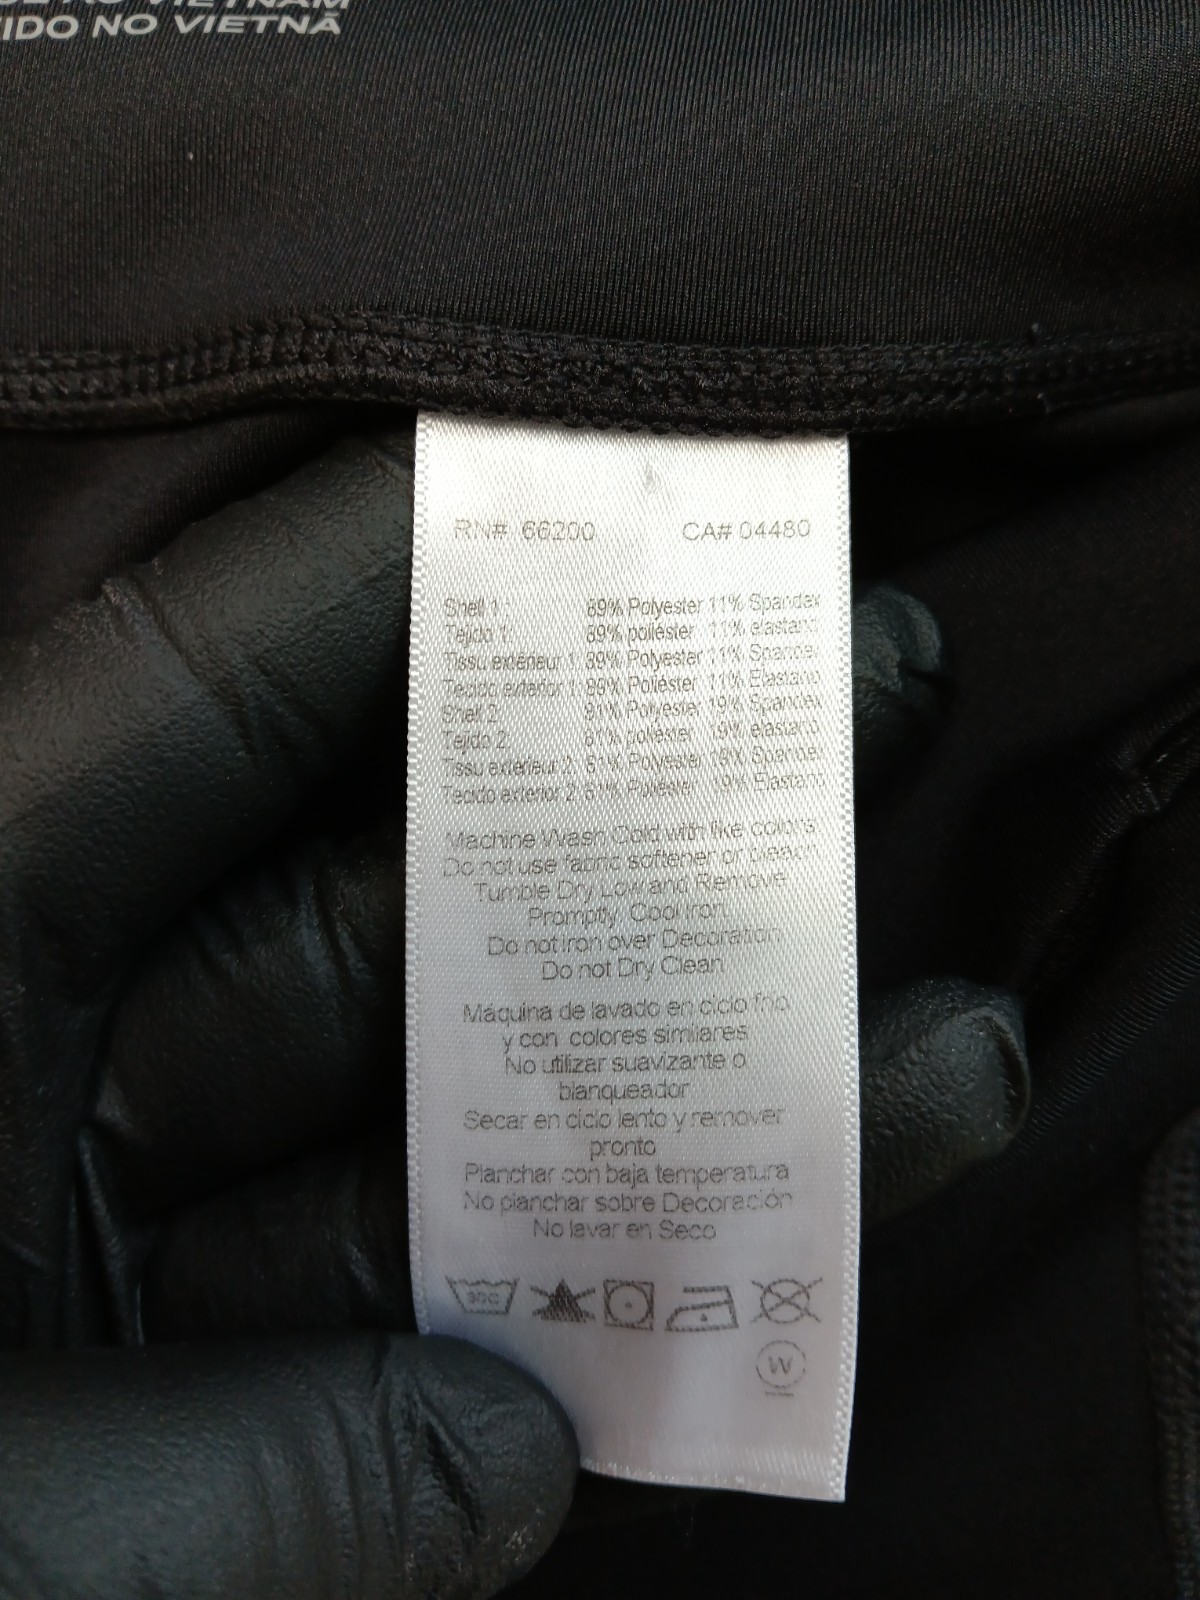 NO VIETNAM
IDO NO VIETNÃ
RN# 66200 CA# 04480
Shell 1: 89% Polyester 11% Spandex
Tejido 1: 89% poliéster 11% elastano
Tissu extérieur 1: 89% Polyester 11% Spandex
Tecido exterior 1: 89% Poliéster 11% Elastano
Shell 2: 81% Polyester 19% Spandex
Tejido 2: 81% poliéster 19% elastano
Tissu extérieur 2: 81% Polyester 19% Spandex
Tecido exterior 2: 81% Poliéster 19% Elastano
Machine Wash Cold with like colors
Do not use fabric softener or bleach
Tumble Dry Low and Remove
Promptly Cool Iron
Do not Iron over Decoration
Do not Dry Clean
Máquina de lavado en ciclo frio
y con colores similares
No utilizar suavizante o
blanqueador
Secar en ciclo lento y remover
pronto
Planchar con baja temperatura
No planchar sobre Decoración
No lavar en Seco
30C
W